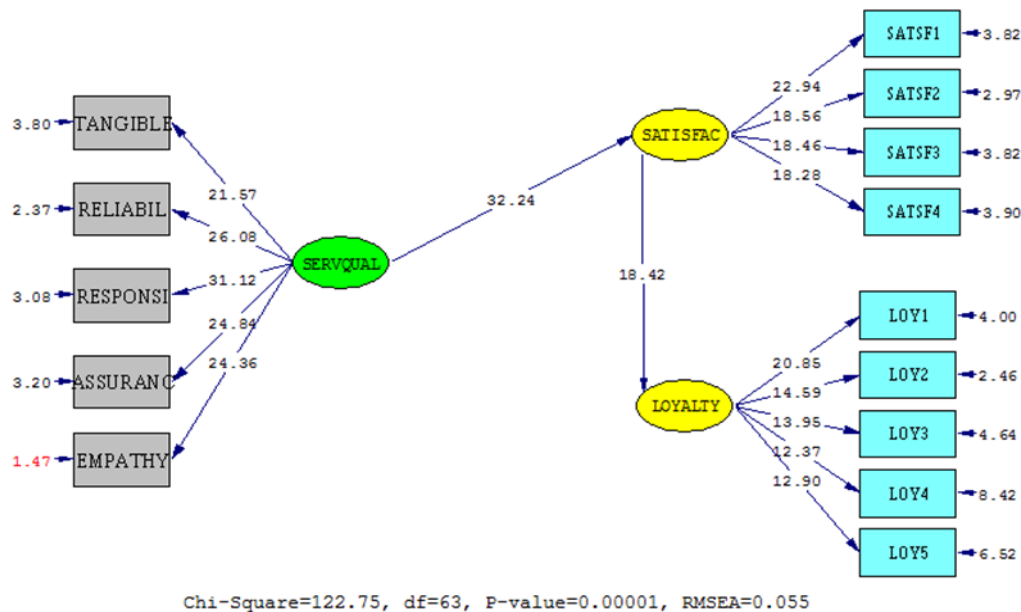 3.80 TANGIBLE
2.37 RELIABIL
3.08 RESPONSI
3.20 ASSURANC
1.47 EMPATHY
21.57
26.08
31.12
24.84
24.36
SERVQUAL
32.24
SATISFAC
18.42
LOYALTY
22.94
18.56
18.46
18.28
SATSF1 3.82
SATSF2 2.97
SATSF3 3.82
SATSF4 3.90
20.85
14.59
13.95
12.37
12.90
LOY1 4.00
LOY2 2.46
LOY3 4.64
LOY4 8.42
LOY5 6.52
Chi-Square=122.75, df=63, P-value=0.00001, RMSEA=0.055